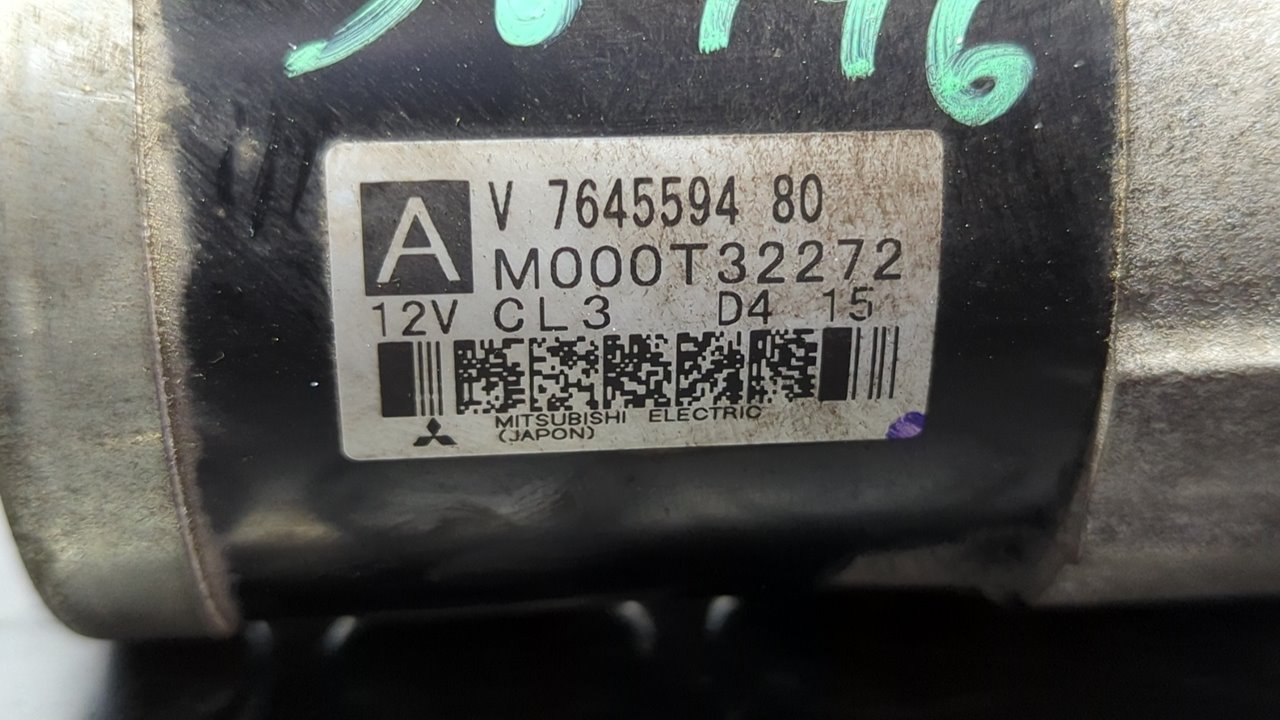 A
V 7645594 80
M000T32272
12V CL3 D4 15
MITSUBISHI ELECTRIC
(JAPON)